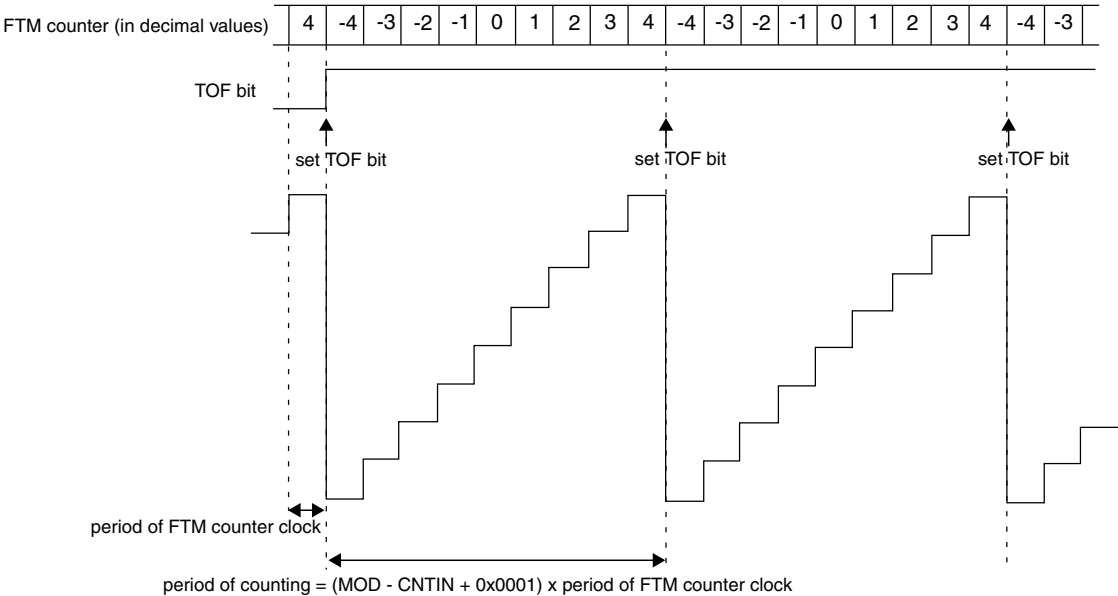 FTM counter (in decimal values) 4 -4 -3 -2 -1 0 1 2 3 4 -4 -3 -2 -1 0 1 2 3 4 -4 -3
TOF bit
set TOF bit set TOF bit set TOF bit
period of FTM counter clock
period of counting = (MOD - CNTIN + 0x0001) x period of FTM counter clock